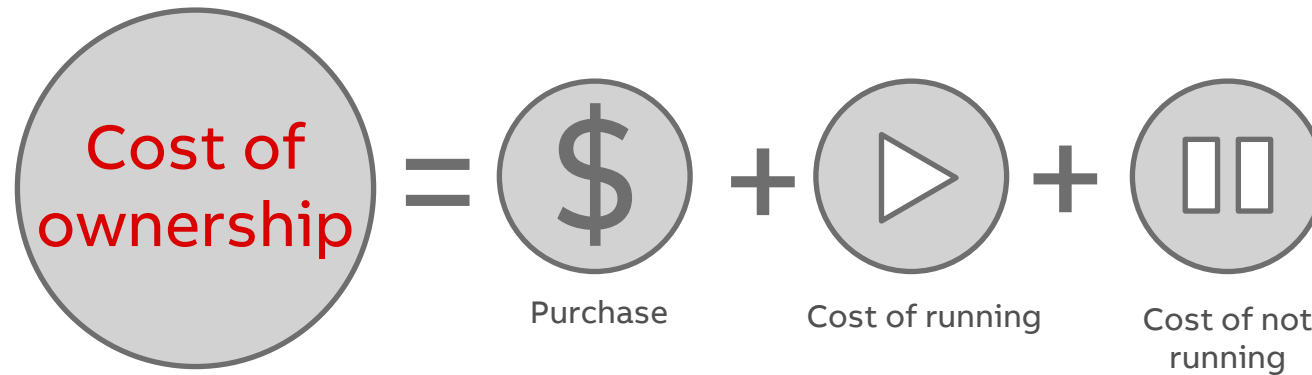 Cost of
ownership
=
$
+
+
Purchase
Cost of running
Cost of not
running